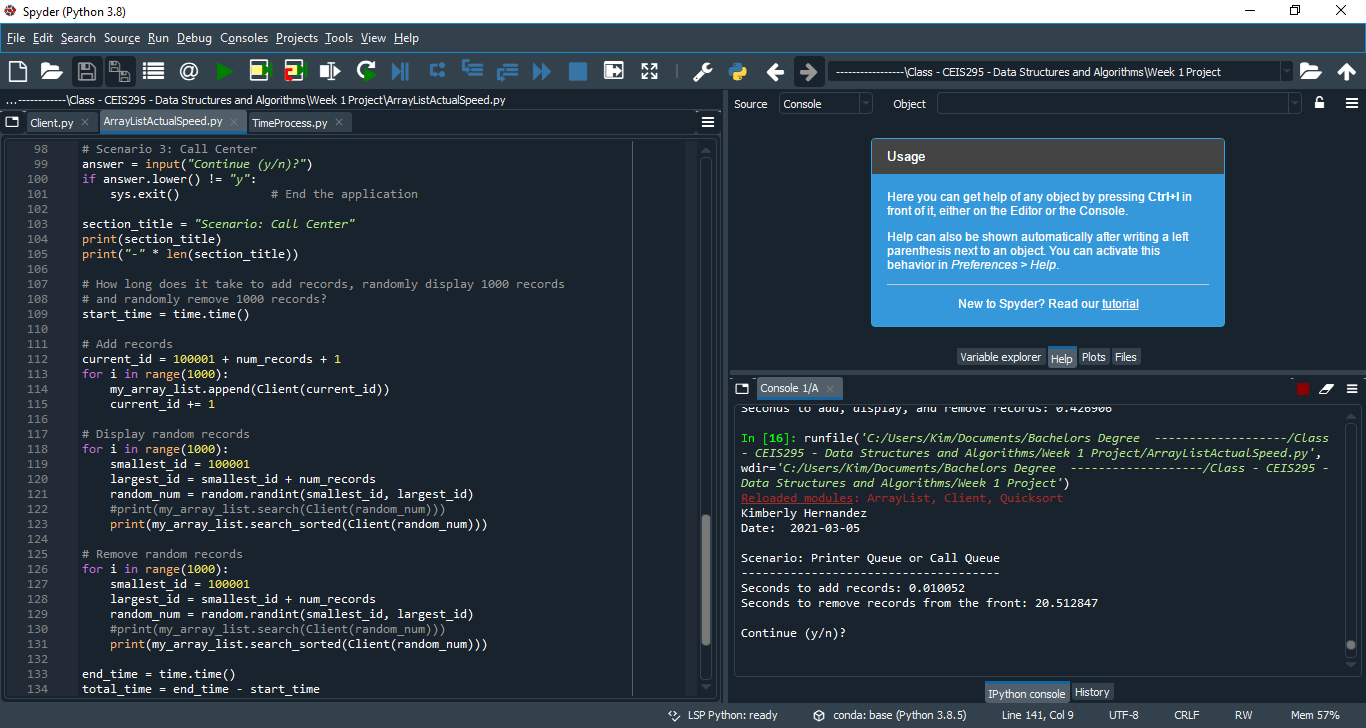 Spyder (Python 3.8)
File Edit Search Source Run Debug Consoles Projects Tools View Help
-----------------\Class - CEIS295 - Data Structures and Algorithms\Week 1 Project
...------------\Class - CEIS295 - Data Structures and Algorithms\Week 1 Project\ArrayListActualSpeed.py
Client.py ArrayListActualSpeed.py TimeProcess.py
98 # Scenario 3: Call Center
99 answer = input("Continue (y/n)?")
100 if answer.lower() != "y":
101     sys.exit()             # End the application
102
103 section_title = "Scenario: Call Center"
104 print(section_title)
105 print("-" * len(section_title))
106
107 # How long does it take to add records, randomly display 1000 records
108 # and randomly remove 1000 records?
109 start_time = time.time()
110
111 # Add records
112 current_id = 100001 + num_records + 1
113 for i in range(1000):
114     my_array_list.append(Client(current_id))
115     current_id += 1
116
117 # Display random records
118 for i in range(1000):
119     smallest_id = 100001
120     largest_id = smallest_id + num_records
121     random_num = random.randint(smallest_id, largest_id)
122     #print(my_array_list.search(Client(random_num)))
123     print(my_array_list.search_sorted(Client(random_num)))
124
125 # Remove random records
126 for i in range(1000):
127     smallest_id = 100001
128     largest_id = smallest_id + num_records
129     random_num = random.randint(smallest_id, largest_id)
130     #print(my_array_list.search(Client(random_num)))
131     print(my_array_list.search_sorted(Client(random_num)))
132
133 end_time = time.time()
134 total_time = end_time - start_time
Source Console Object
Usage
Here you can get help of any object by pressing Ctrl+I in
front of it, either on the Editor or the Console.
Help can also be shown automatically after writing a left
parenthesis next to an object. You can activate this
behavior in Preferences > Help.
New to Spyder? Read our tutorial
Variable explorer Help Plots Files
Console 1/A
Seconds to add, display, and remove records: 0.426906
In [16]: runfile('C:/Users/Kim/Documents/Bachelors Degree  -------------------/Class
- CEIS295 - Data Structures and Algorithms/Week 1 Project/ArrayListActualSpeed.py',
wdir='C:/Users/Kim/Documents/Bachelors Degree  -------------------/Class - CEIS295 -
Data Structures and Algorithms/Week 1 Project')
Reloaded modules: ArrayList, Client, Quicksort
Kimberly Hernandez
Date:  2021-03-05
Scenario: Printer Queue or Call Queue
-------------------------------------
Seconds to add records: 0.010052
Seconds to remove records from the front: 20.512847
Continue (y/n)?
IPython console History
LSP Python: ready conda: base (Python 3.8.5) Line 141, Col 9 UTF-8 CRLF RW Mem 57%